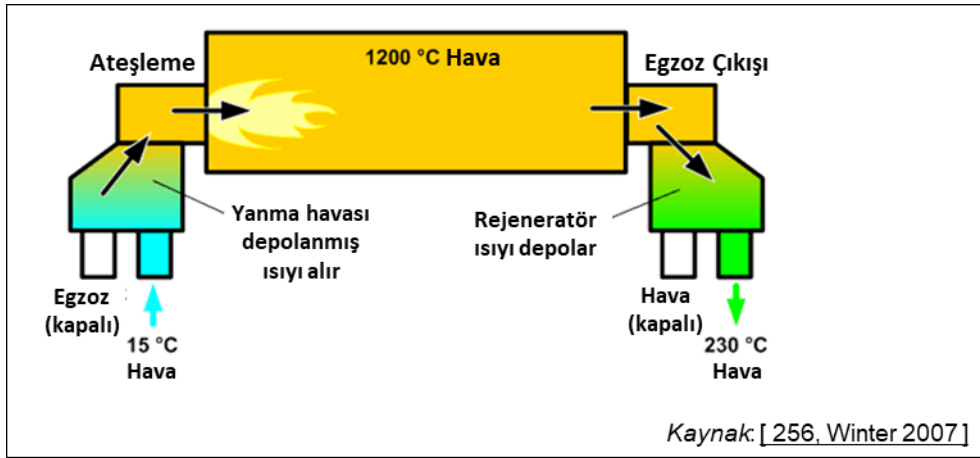 1200 °C Hava
Ateşleme
Egzoz Çıkışı
Yanma havası
depolanmış
ısıyı alır
Rejeneratör
ısıyı depolar
Egzoz
(kapalı)
15 °C
Hava
Hava
(kapalı)
230 °C
Hava
Kaynak: [ 256, Winter 2007 ]